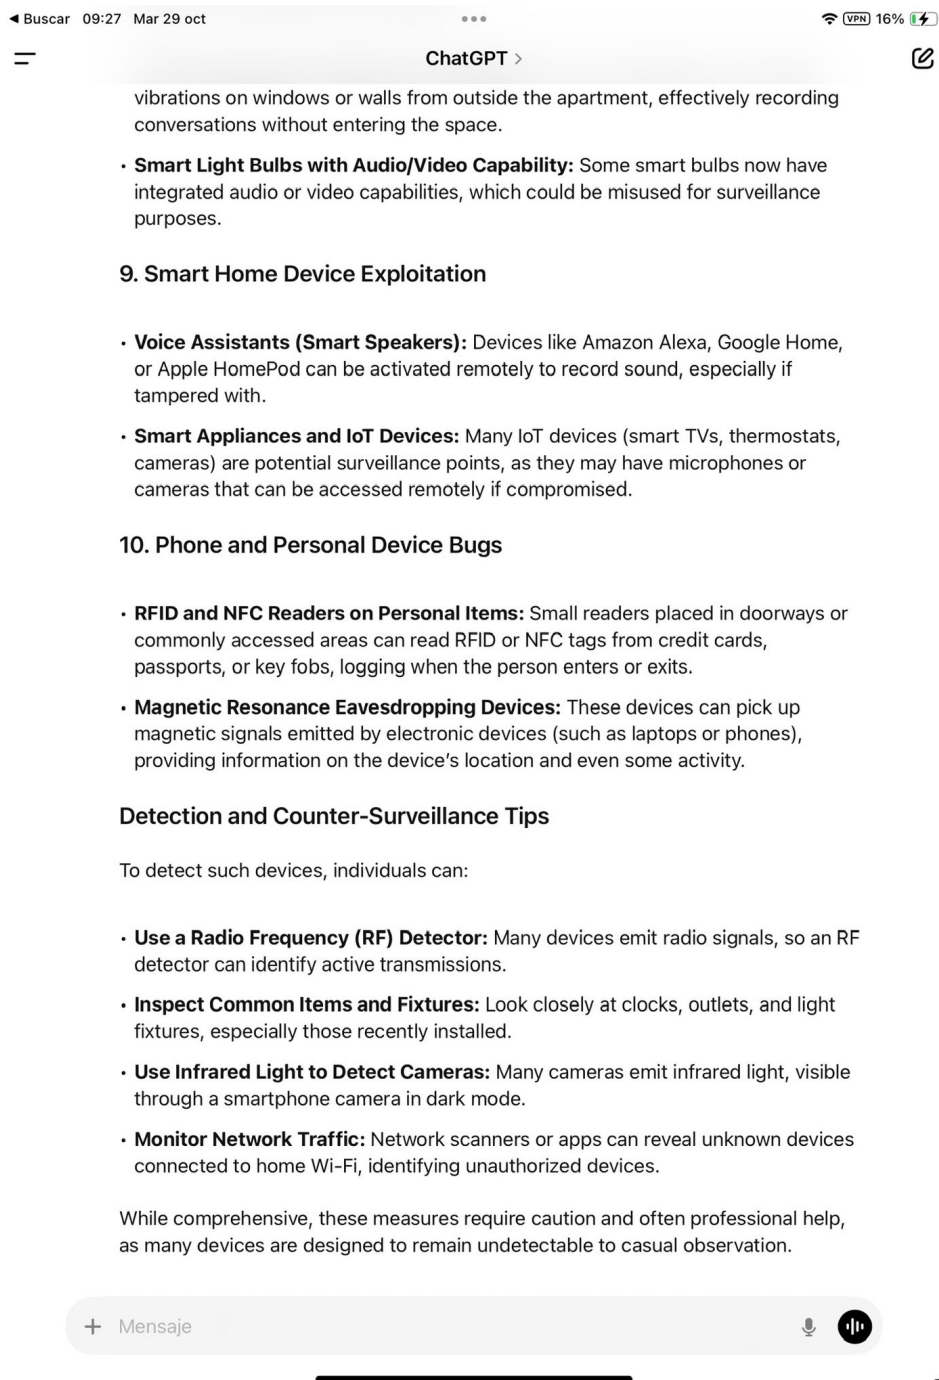 ◀ Buscar 09:27 Mar 29 oct
VPN 16%
ChatGPT >
vibrations on windows or walls from outside the apartment, effectively recording
conversations without entering the space.
• Smart Light Bulbs with Audio/Video Capability: Some smart bulbs now have
integrated audio or video capabilities, which could be misused for surveillance
purposes.
9. Smart Home Device Exploitation
• Voice Assistants (Smart Speakers): Devices like Amazon Alexa, Google Home,
or Apple HomePod can be activated remotely to record sound, especially if
tampered with.
• Smart Appliances and IoT Devices: Many IoT devices (smart TVs, thermostats,
cameras) are potential surveillance points, as they may have microphones or
cameras that can be accessed remotely if compromised.
10. Phone and Personal Device Bugs
• RFID and NFC Readers on Personal Items: Small readers placed in doorways or
commonly accessed areas can read RFID or NFC tags from credit cards,
passports, or key fobs, logging when the person enters or exits.
• Magnetic Resonance Eavesdropping Devices: These devices can pick up
magnetic signals emitted by electronic devices (such as laptops or phones),
providing information on the device's location and even some activity.
Detection and Counter-Surveillance Tips
To detect such devices, individuals can:
• Use a Radio Frequency (RF) Detector: Many devices emit radio signals, so an RF
detector can identify active transmissions.
• Inspect Common Items and Fixtures: Look closely at clocks, outlets, and light
fixtures, especially those recently installed.
• Use Infrared Light to Detect Cameras: Many cameras emit infrared light, visible
through a smartphone camera in dark mode.
• Monitor Network Traffic: Network scanners or apps can reveal unknown devices
connected to home Wi-Fi, identifying unauthorized devices.
While comprehensive, these measures require caution and often professional help,
as many devices are designed to remain undetectable to casual observation.
Mensaje